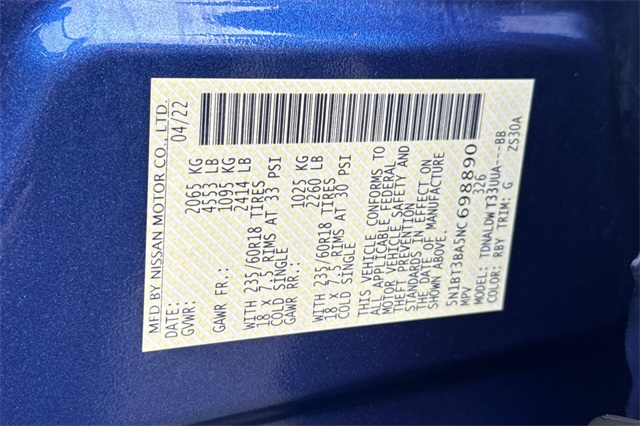 MFD BY NISSAN MOTOR CO., LTD.
DATE: 04/22
GVWR: 2065 KG
4553 LB
GAWR FR.: 1095 KG
2414 LB
WITH 235/60R18 TIRES
18 X 7. RIMS AT 33 PSI
COLD SINGLE
GAWR RR.: 1025 KG
2260 LB
WITH 235/60R18 TIRES
18 X 7. RIMS AT 30 PSI
COLD SINGLE
THIS VEHICLE CONFORMS TO
ALL APPLICABLE FEDERAL
MOTOR VEHICLE SAFETY AND
THEFT PREVENTION
STANDARDS IN EFFECT ON
THE DATE OF MANUFACTURE
SHOWN ABOVE.
5N1BT3BA5NC698890
MPV 326
MODEL: TDNALDWT33UUA---BB
COLOR: RBY TRIM: G ZS30A